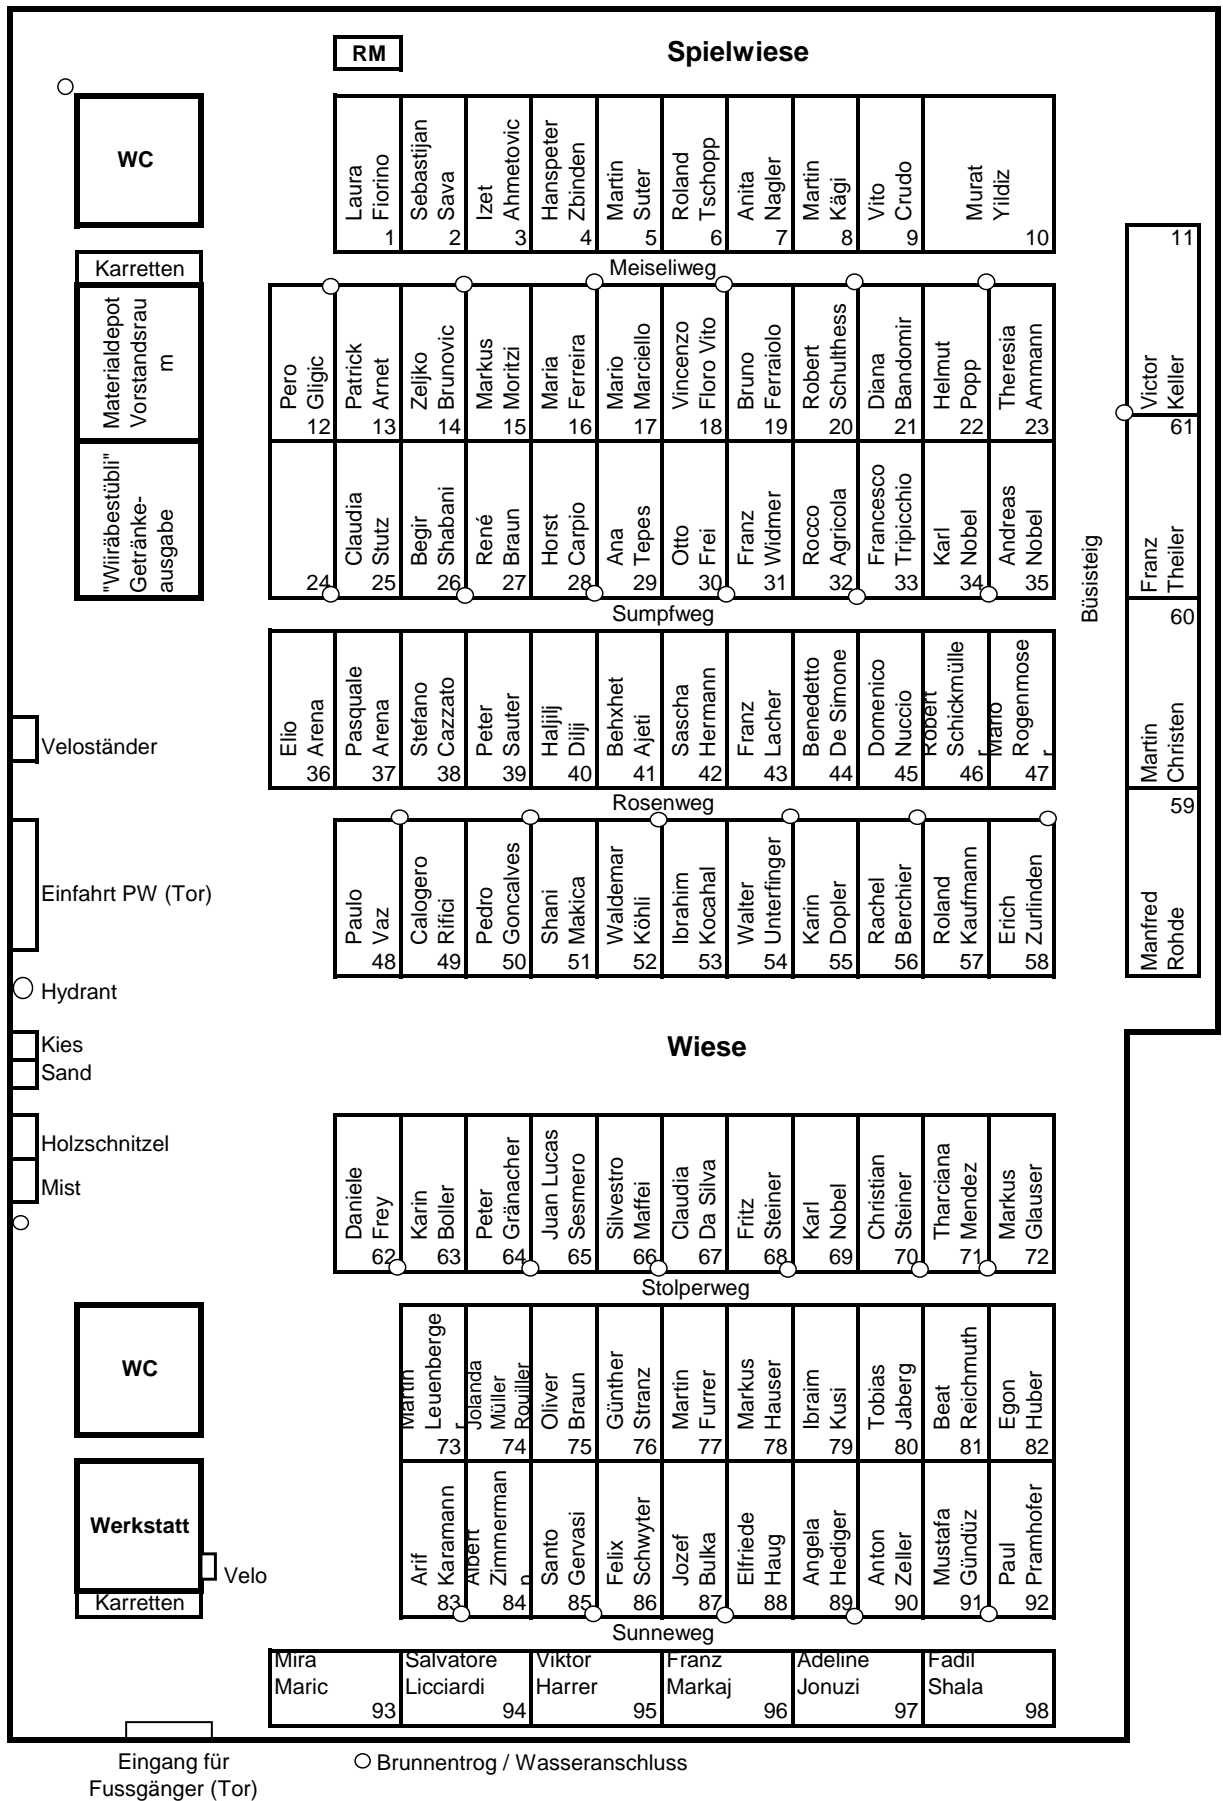 RM
Spielwiese
WC
Laura
Fiorino
1
Sebastijan
Sava
2
Izet
Ahmetovic
3
Hanspeter
Zbinden
4
Martin
Suter
5
Roland
Tschopp
6
Anita
Nagler
7
Martin
Kägi
8
Vito
Crudo
9
Murat
Yildiz
10
11
Victor
Keller
Karretten
Meiseliweg
Materialdepot
Vorstandsrau
m
Pero
Gligic
12
Patrick
Arnet
13
Zeljko
Brunovic
14
Markus
Moritzi
15
Maria
Ferreira
16
Mario
Marciello
17
Vincenzo
Floro Vito
18
Bruno
Ferraiolo
19
Robert
Schulthess
20
Diana
Bandomir
21
Helmut
Popp
22
Theresia
Ammann
23
61
Franz
Theiler
"Wiiräbestübli"
Getränke-
ausgabe
24
Claudia
Stutz
25
Begir
Shabani
26
René
Braun
27
Horst
Carpio
28
Ana
Tepes
29
Otto
Frei
30
Franz
Widmer
31
Rocco
Agricola
32
Francesco
Tripicchio
33
Karl
Nobel
34
Andreas
Nobel
35
Büsisteig
Sumpfweg
60
Martin
Christen
Veloständer
Elio
Arena
36
Pasquale
Arena
37
Stefano
Cazzato
38
Peter
Sauter
39
Haljilj
Dilji
40
Behxhet
Ajeti
41
Sascha
Hermann
42
Franz
Lacher
43
Benedetto
De Simone
44
Domenico
Nuccio
45
Robert
Schickmülle
r
46
Mario
Rogenmose
r
47
Rosenweg
59
Manfred
Rohde
Einfahrt PW (Tor)
Paulo
Vaz
48
Calogero
Rifici
49
Pedro
Goncalves
50
Shani
Makica
51
Waldemar
Köhli
52
Ibrahim
Kocahal
53
Walter
Unterfinger
54
Karin
Dopler
55
Rachel
Berchier
56
Roland
Kaufmann
57
Erich
Zurlinden
58
Hydrant
Kies
Sand
Wiese
Holzschnitzel
Mist
Daniele
Frey
62
Karin
Boller
63
Peter
Gränacher
64
Juan Lucas
Sesmero
65
Silvestro
Maffei
66
Claudia
Da Silva
67
Fritz
Steiner
68
Karl
Nobel
69
Christian
Steiner
70
Tharciana
Mendez
71
Markus
Glauser
72
Stolperweg
WC
Martin
Leuenberge
r
73
Jolanda
Müller
Rouiller
74
Oliver
Braun
75
Günther
Stranz
76
Martin
Furrer
77
Markus
Hauser
78
Ibraim
Kusi
79
Tobias
Jaberg
80
Beat
Reichmuth
81
Egon
Huber
82
Werkstatt
Velo
Karretten
Arif
Karamann
83
Albert
Zimmerman
n
84
Santo
Gervasi
85
Felix
Schwyter
86
Jozef
Bulka
87
Elfriede
Haug
88
Angela
Hediger
89
Anton
Zeller
90
Mustafa
Gündüz
91
Paul
Pramhofer
92
Sunneweg
Mira
Maric
93
Salvatore
Licciardi
94
Viktor
Harrer
95
Franz
Markaj
96
Adeline
Jonuzi
97
Fadil
Shala
98
Eingang für
Fussgänger (Tor)
Brunnentrog / Wasseranschluss